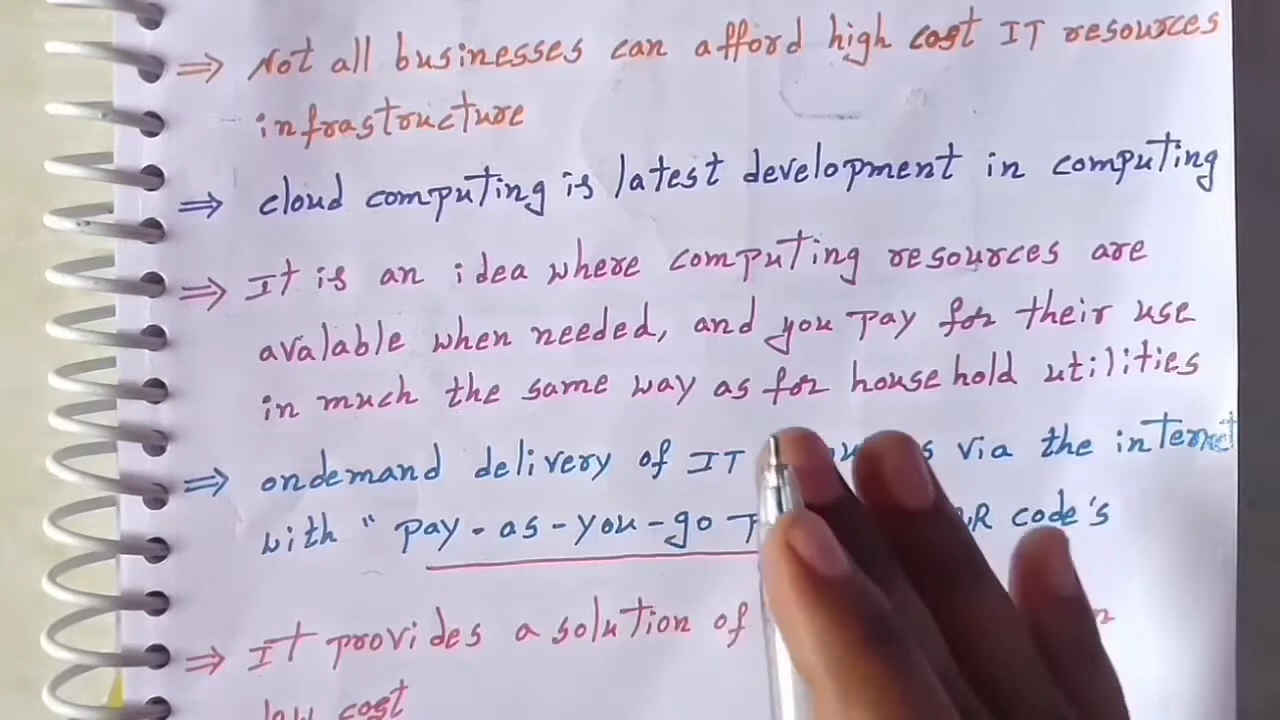 ⇒ Not all businesses can afford high cost IT resources
infrastructure
⇒ cloud computing is latest development in computing
⇒ It is an idea where computing resources are
avalable when needed, and you pay for their use
in much the same way as for household utilities
⇒ ondemand delivery of IT via the internet
with " pay-as-you-go code's
⇒ It provides a solution of
low cost